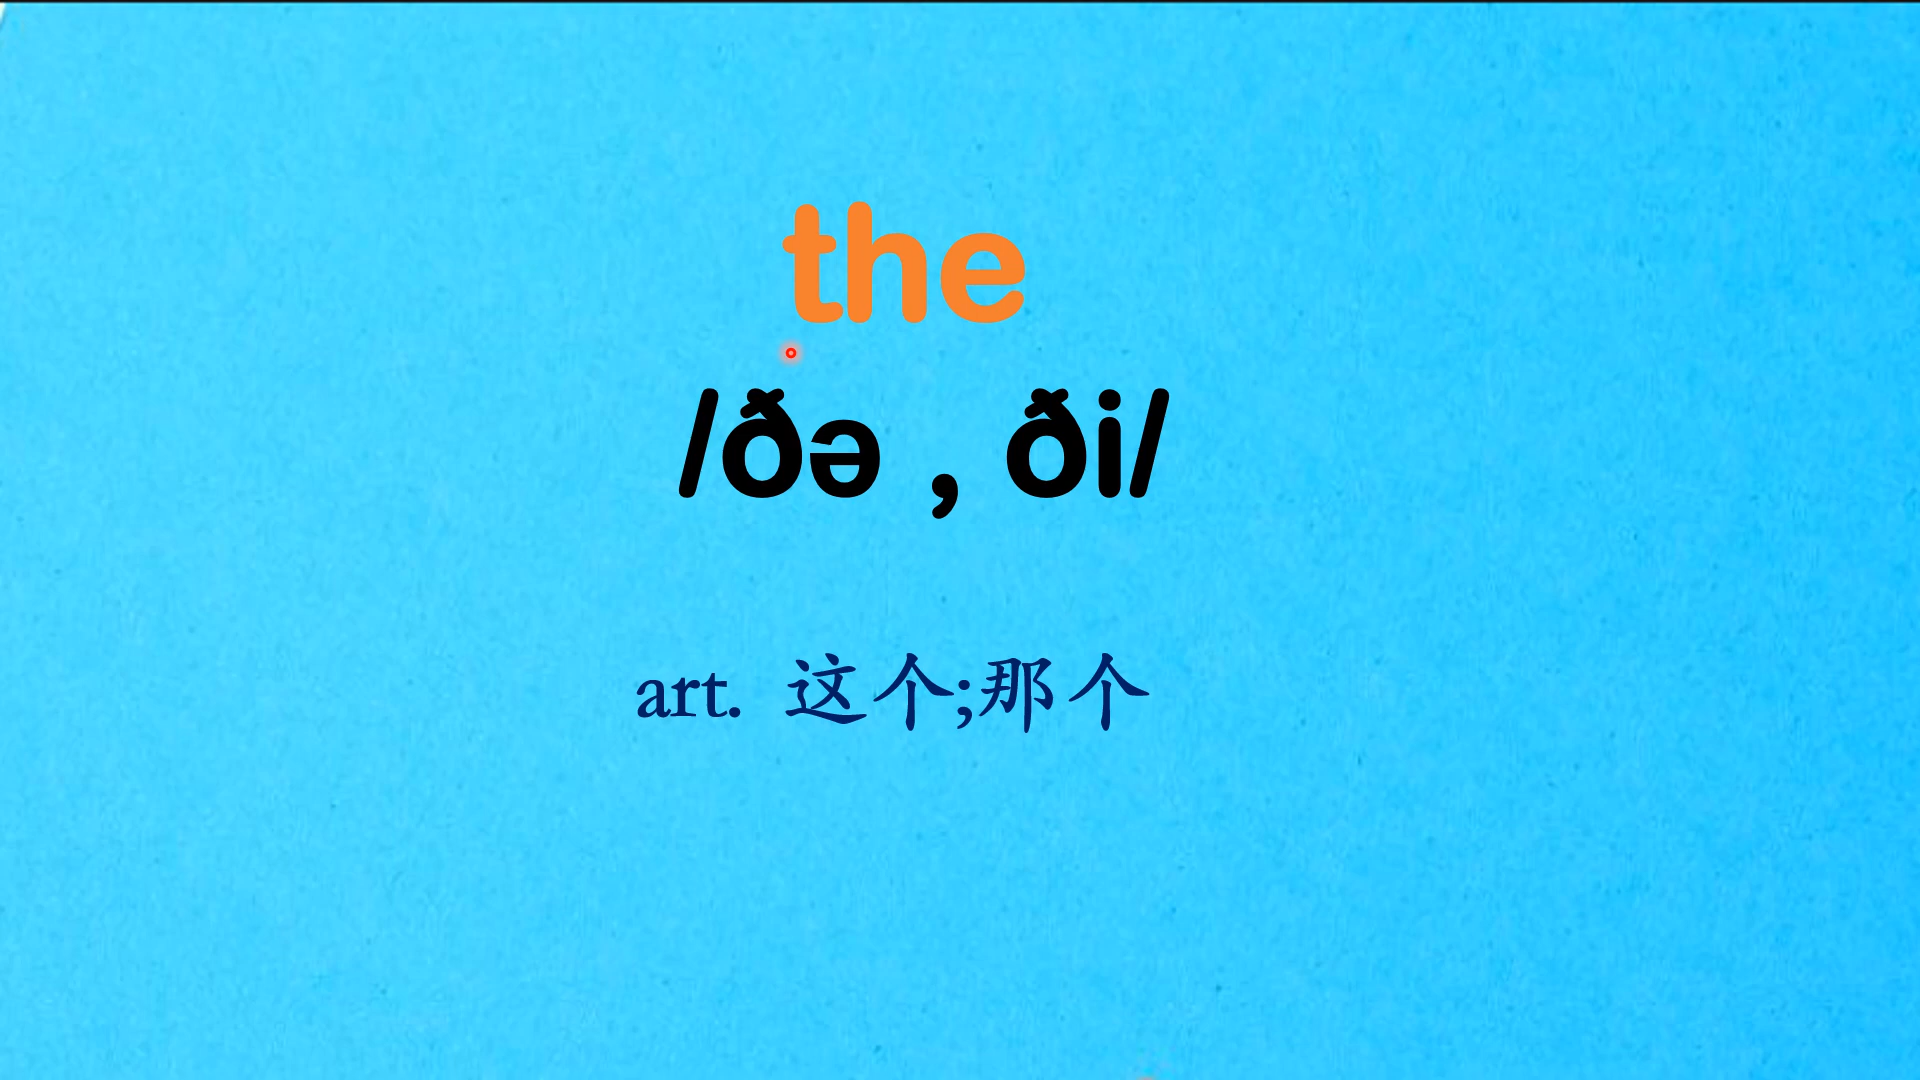 the
/ðə , ði/
art. 这个;那个